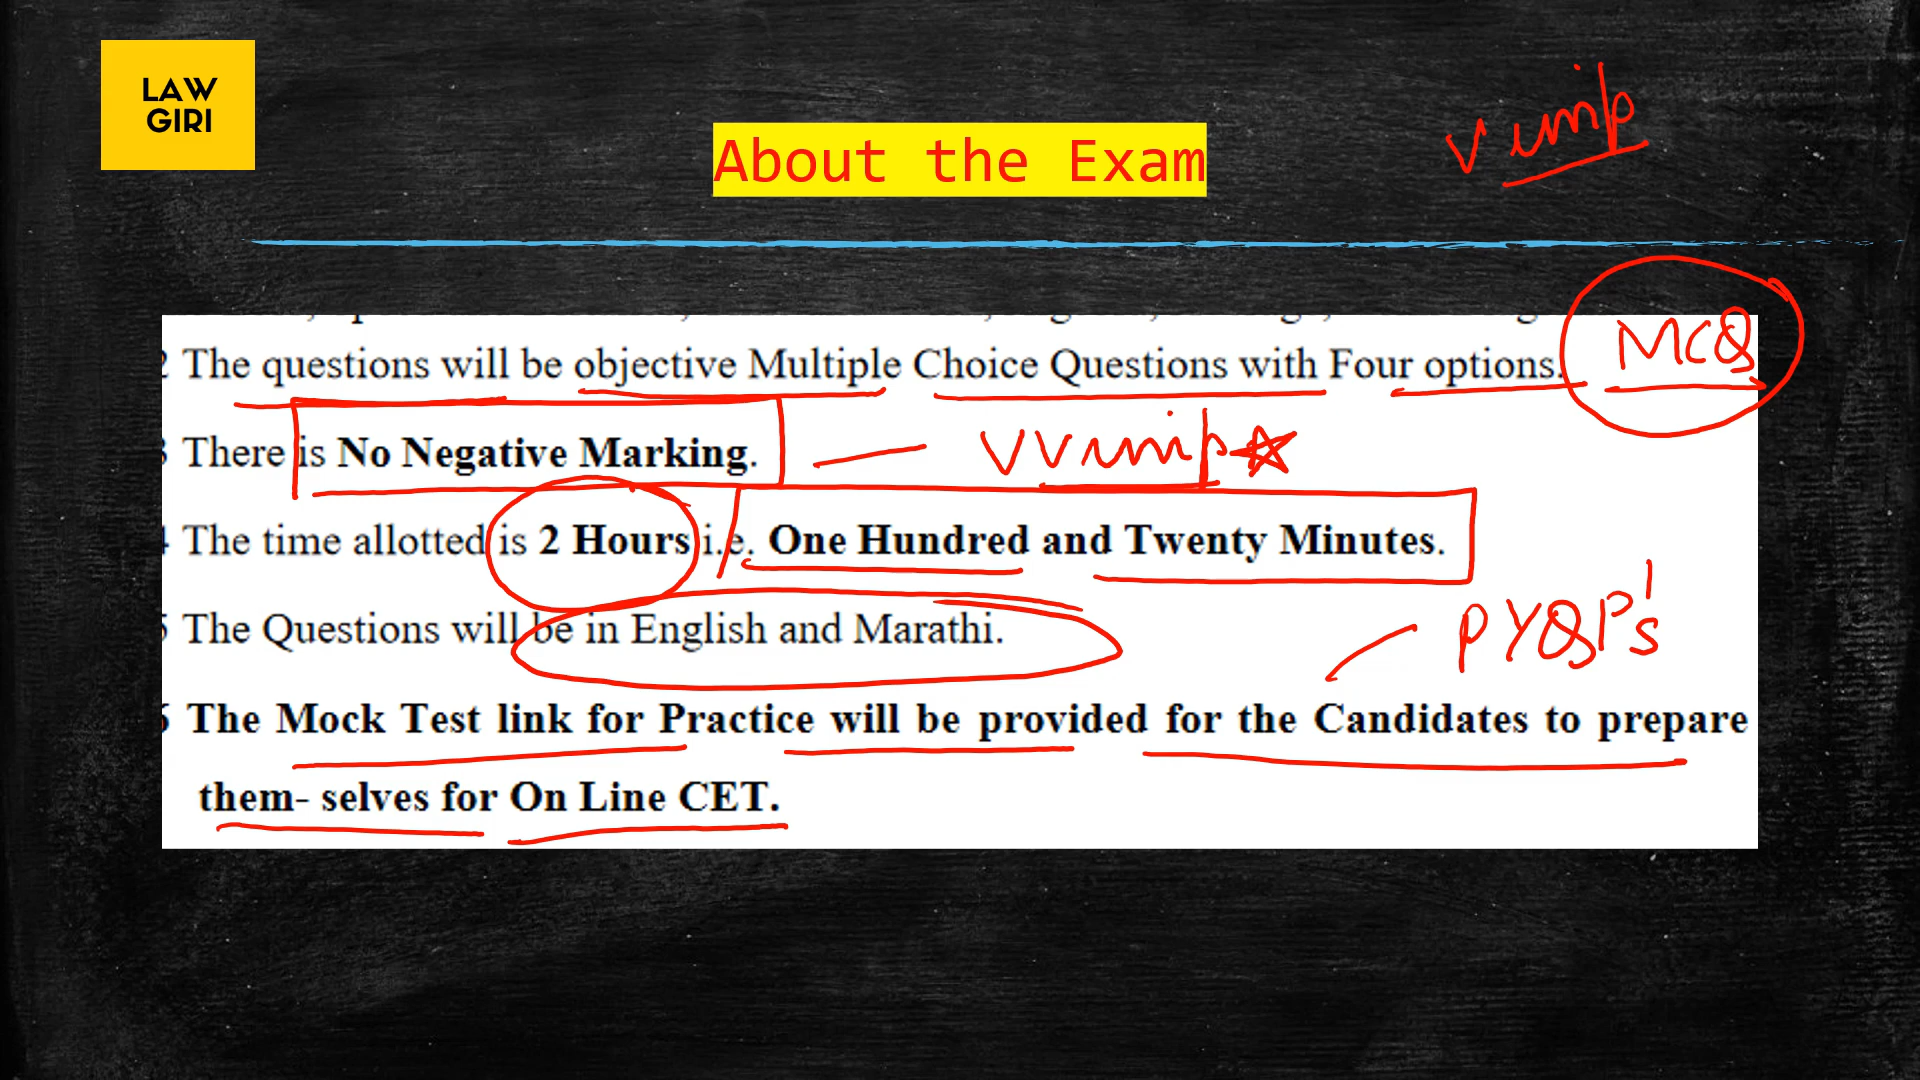 LAW
GIRI
v imp
About the Exam
2 The questions will be objective Multiple Choice Questions with Four options. MCQ
There is No Negative Marking. — VV imp
The time allotted is 2 Hours i.e. One Hundred and Twenty Minutes.
The Questions will be in English and Marathi.
PYQP's
The Mock Test link for Practice will be provided for the Candidates to prepare
them- selves for On Line CET.